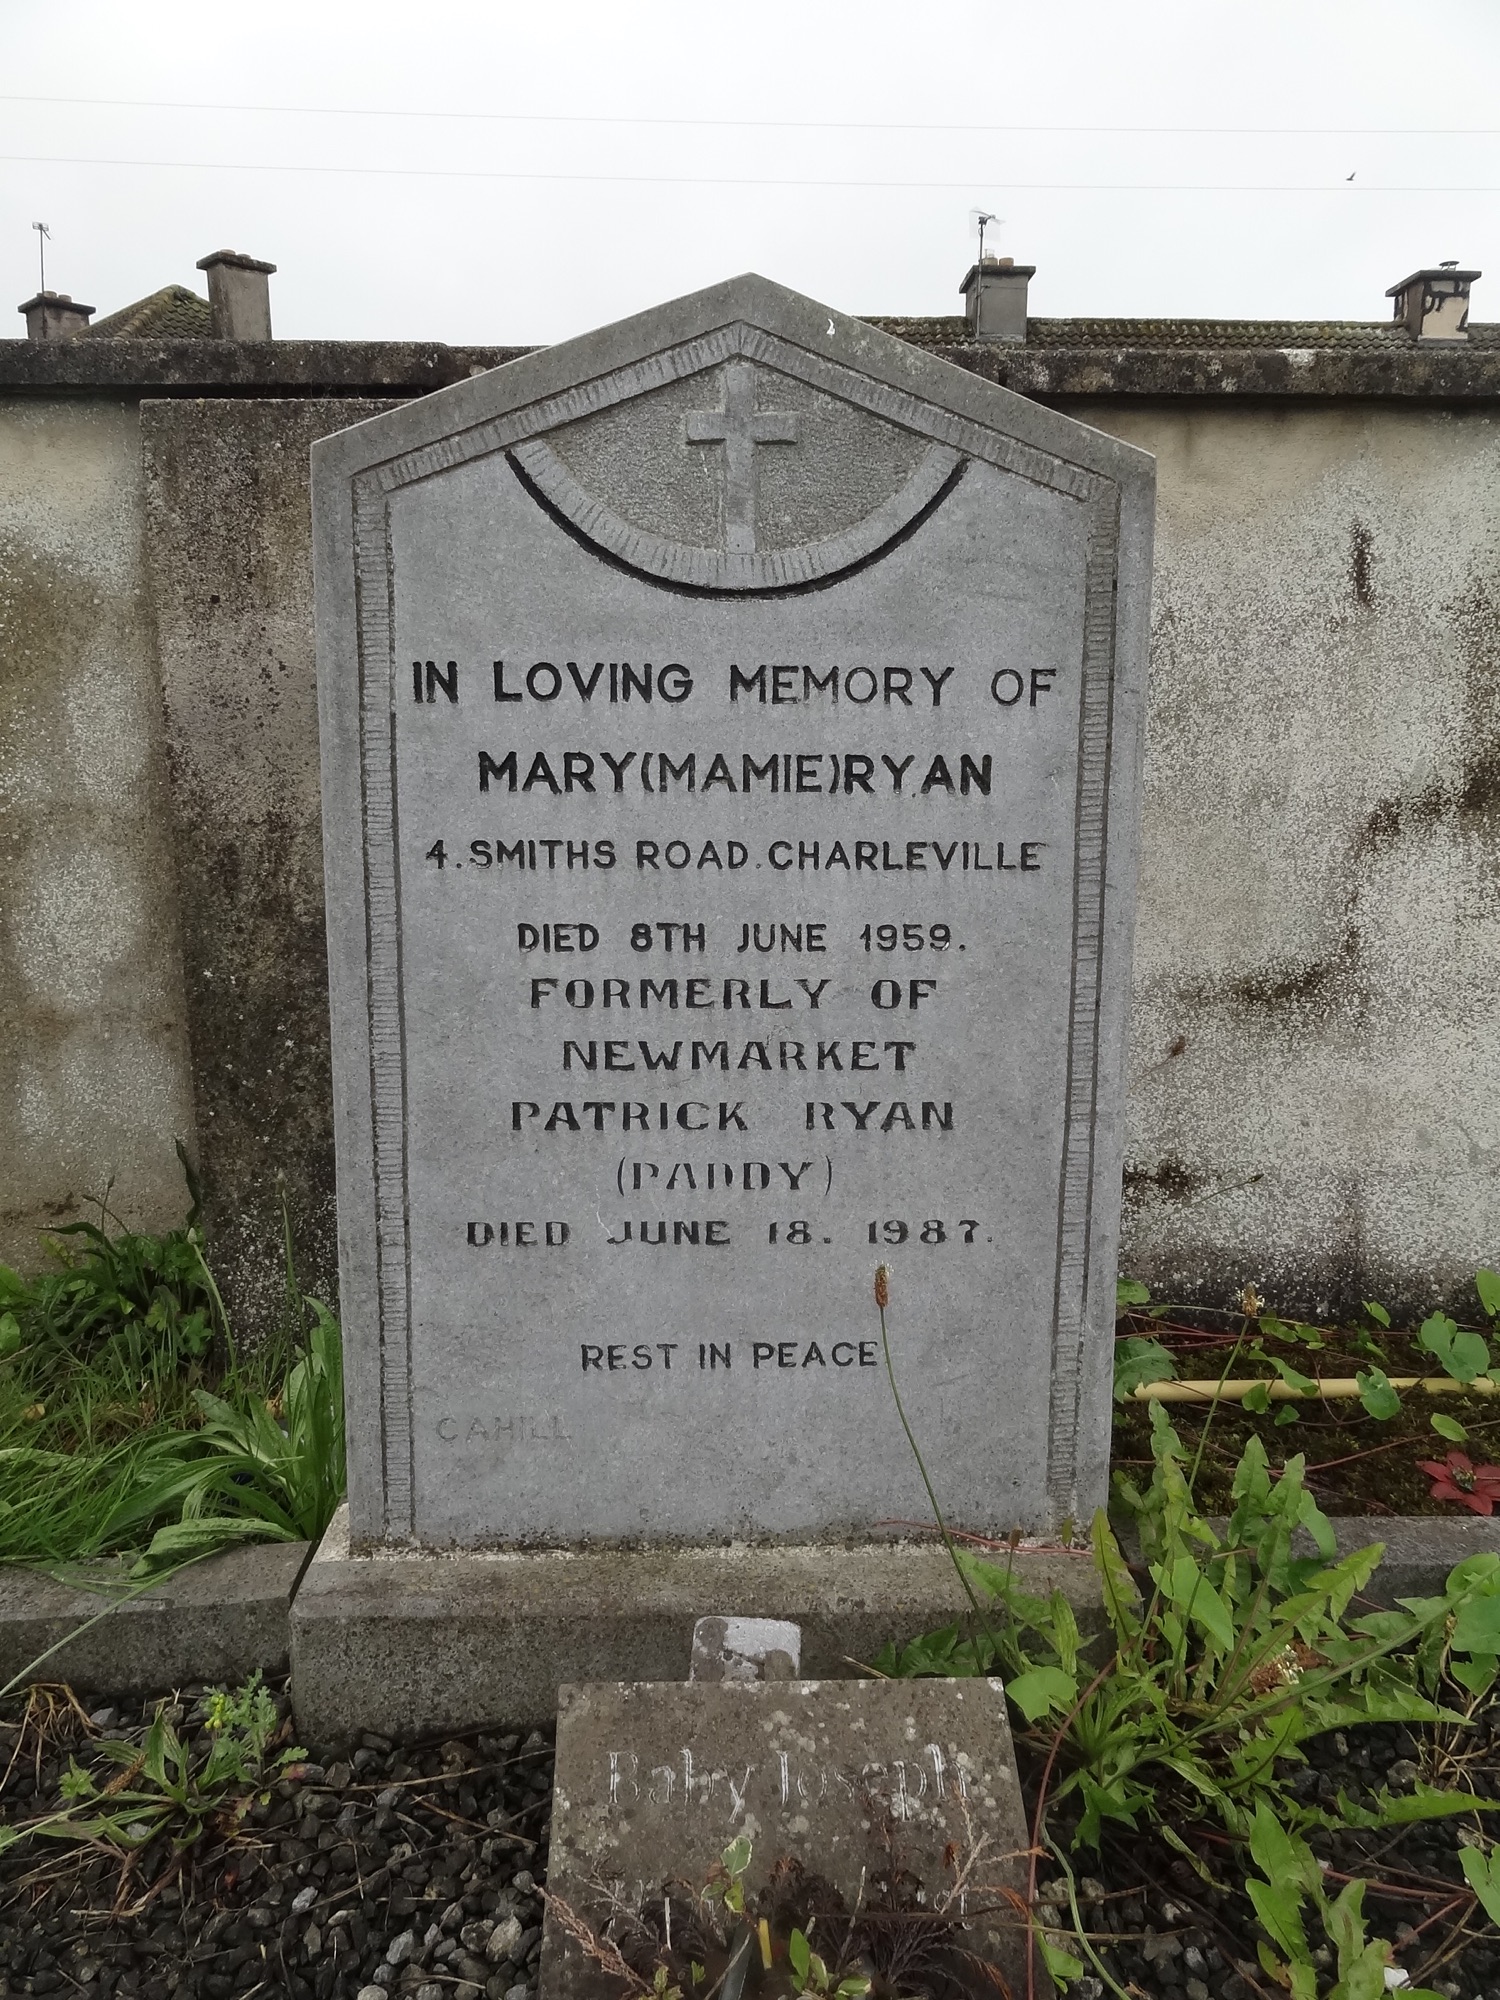 IN LOVING MEMORY OF
MARY (MAMIE) RYAN
4. SMITHS ROAD. CHARLEVILLE
DIED 8TH JUNE 1959.
FORMERLY OF
NEWMARKET
PATRICK RYAN
(PADDY)
DIED JUNE 18. 1987.
REST IN PEACE
CAHILL
Baby Joseph